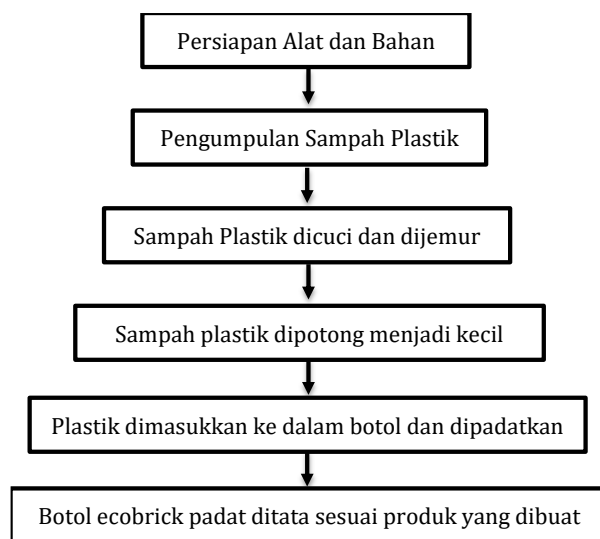 Persiapan Alat dan Bahan
Pengumpulan Sampah Plastik
Sampah Plastik dicuci dan dijemur
Sampah plastik dipotong menjadi kecil
Plastik dimasukkan ke dalam botol dan dipadatkan
Botol ecobrick padat ditata sesuai produk yang dibuat